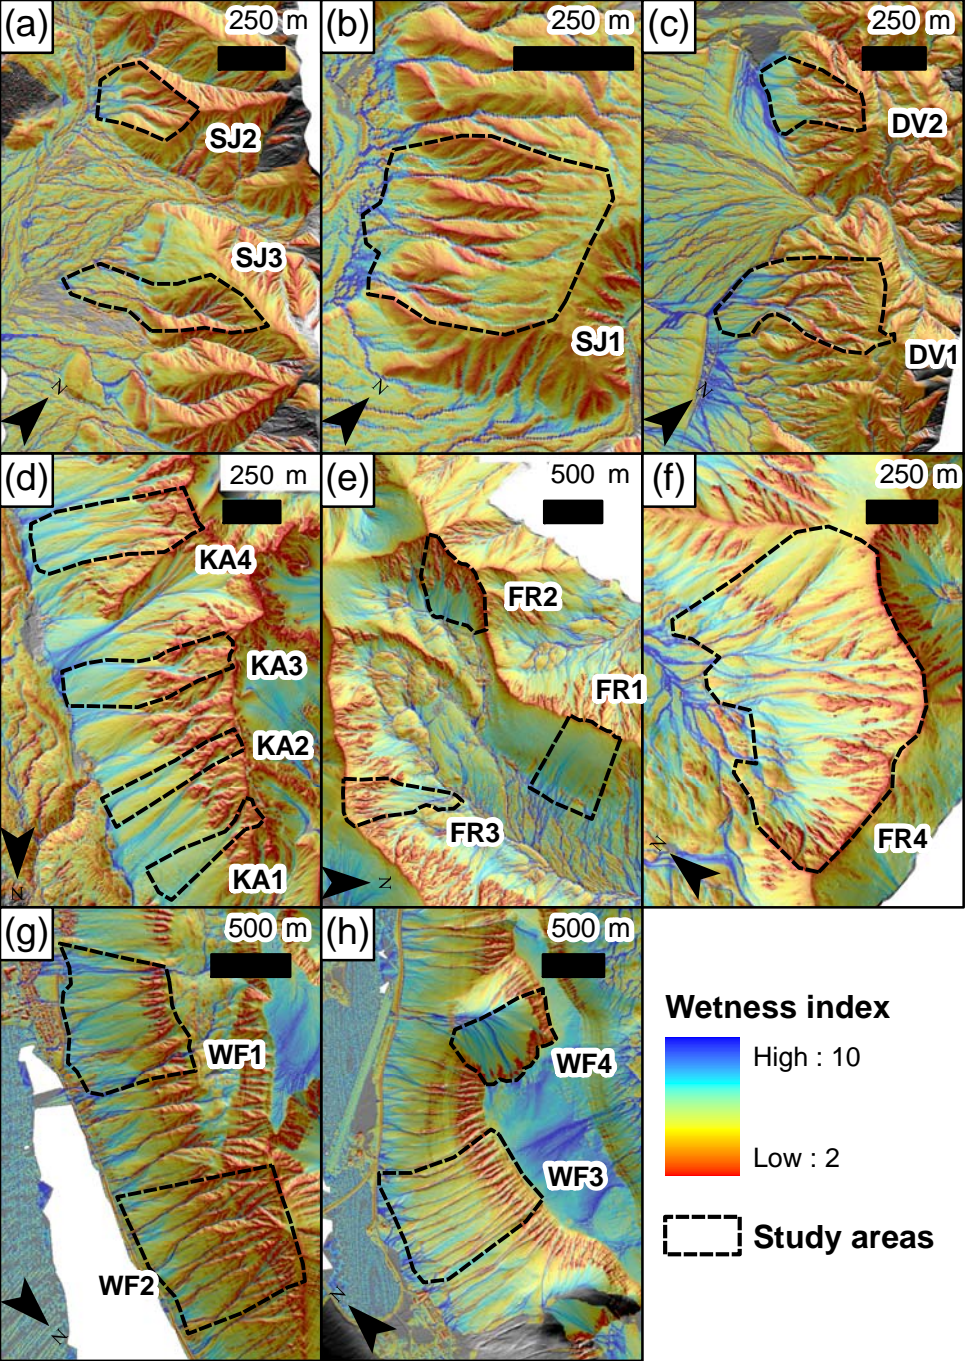 (a)
250 m
SJ2
SJ3
N
(b)
250 m
SJ1
N
(c)
250 m
DV2
DV1
N
(d)
250 m
KA4
KA3
KA2
KA1
N
(e)
500 m
FR2
FR1
FR3
N
(f)
250 m
FR4
N
(g)
500 m
WF1
WF2
N
(h)
500 m
WF4
WF3
N
Wetness index
High : 10
Low : 2
Study areas